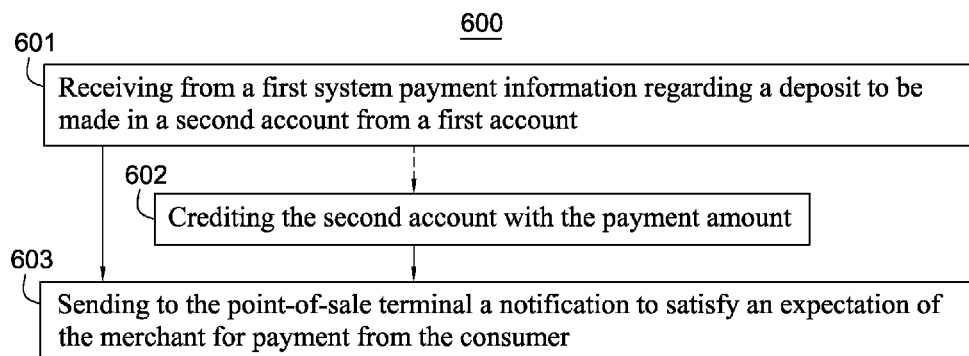 600
601
Receiving from a first system payment information regarding a deposit to be
made in a second account from a first account
602
Crediting the second account with the payment amount
603
Sending to the point-of-sale terminal a notification to satisfy an expectation of
the merchant for payment from the consumer